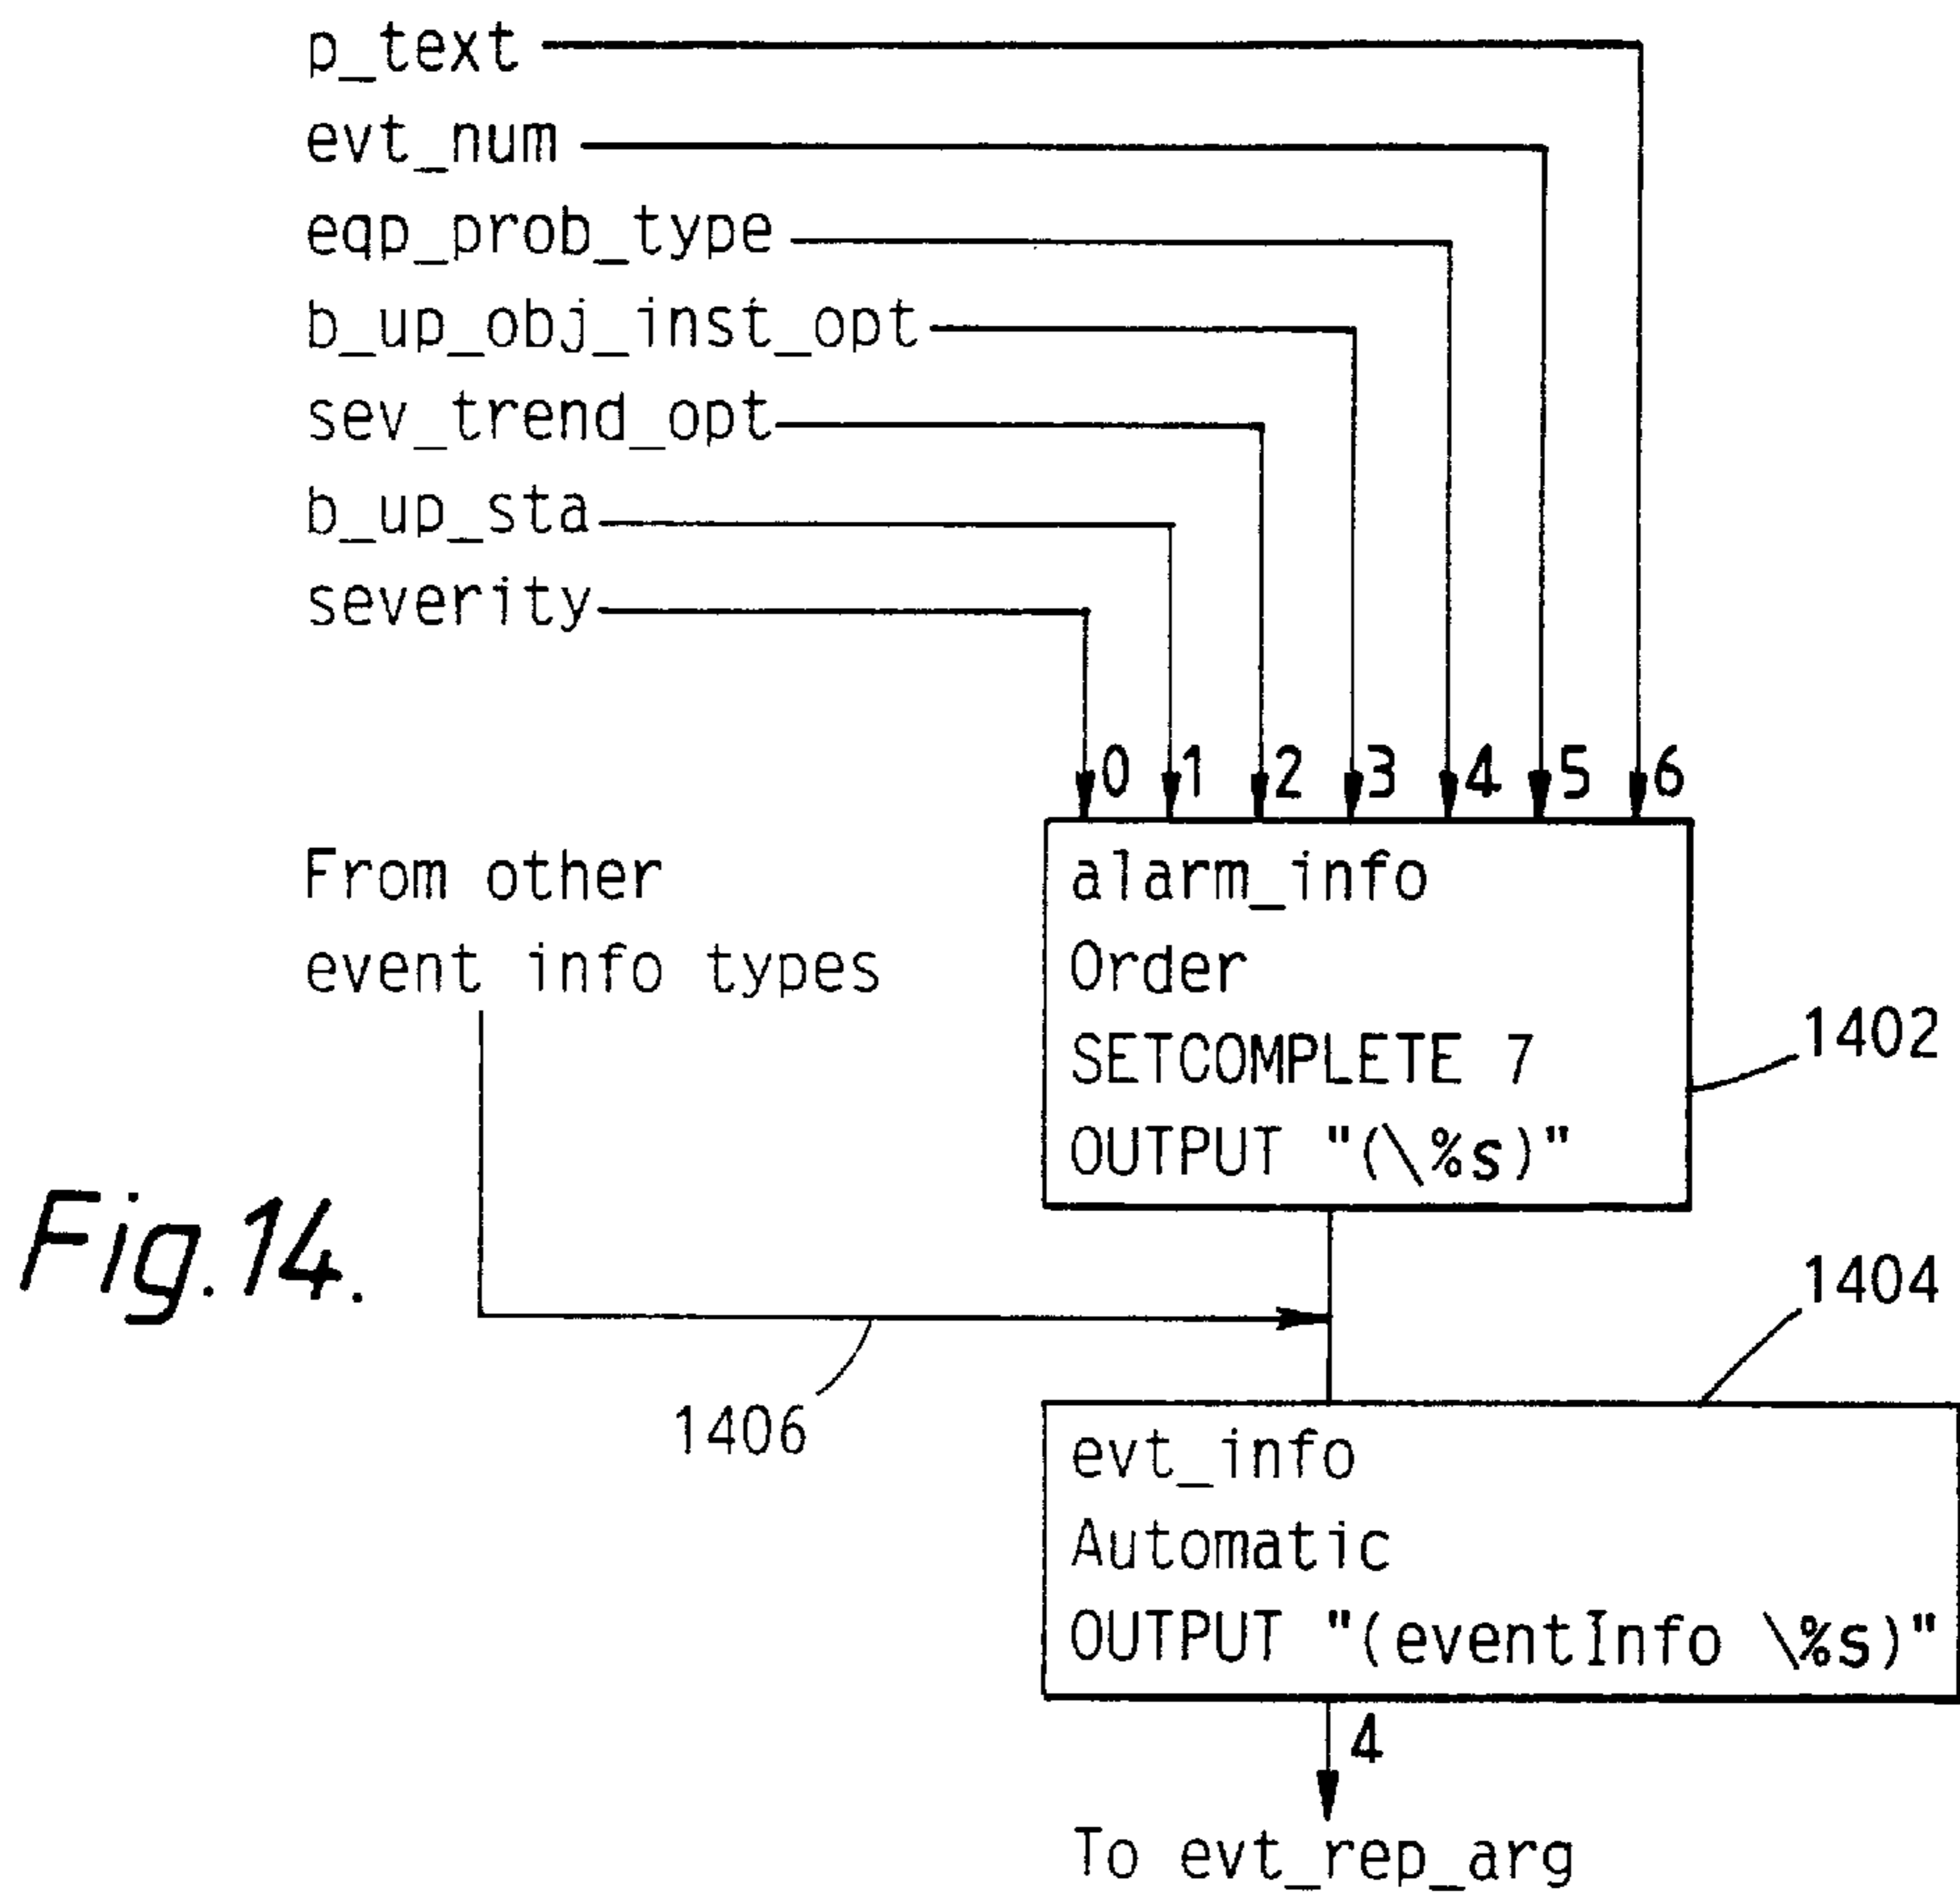 p_text
evt_num
eqp_prob_type
b_up_obj_inst_opt
sev_trend_opt
b_up_sta
severity
0 1 2 3 4 5 6
From other
event info types
alarm_info
Order
SETCOMPLETE 7
OUTPUT "(\%s)"
1402
Fig.14.
1404
1406
evt_info
Automatic
OUTPUT "(eventInfo \%s)"
4
To evt_rep_arg